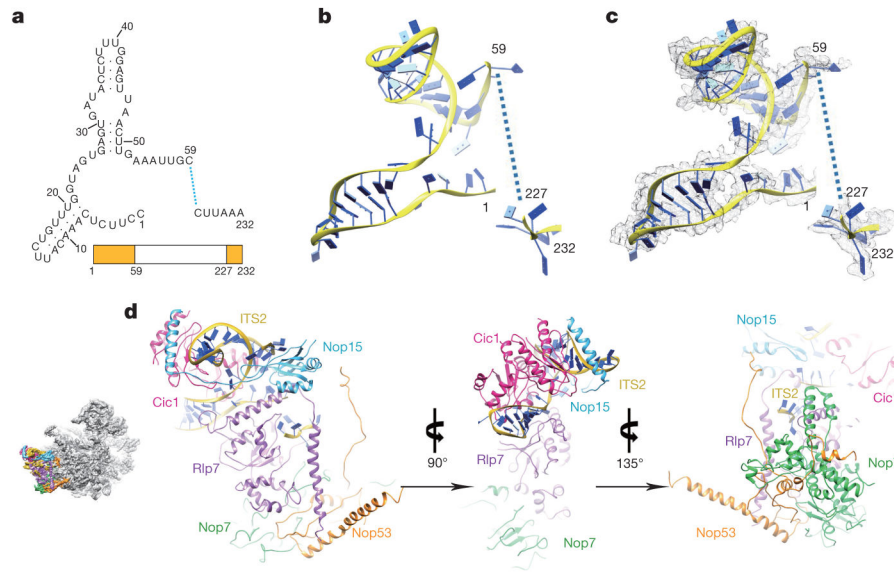 a
40
30
50
59
GAAAUUGC
20
10
1
CUUAAA
232
1
59
227
232
b
59
227
1
232
c
59
227
1
232
d
ITS2
Nop15
Cic1
Rlp7
Nop7
Nop53
90°
Cic1
Nop15
ITS2
Rlp7
Nop7
135°
Nop15
ITS2
Cic
Rlp7
Nop
Nop53